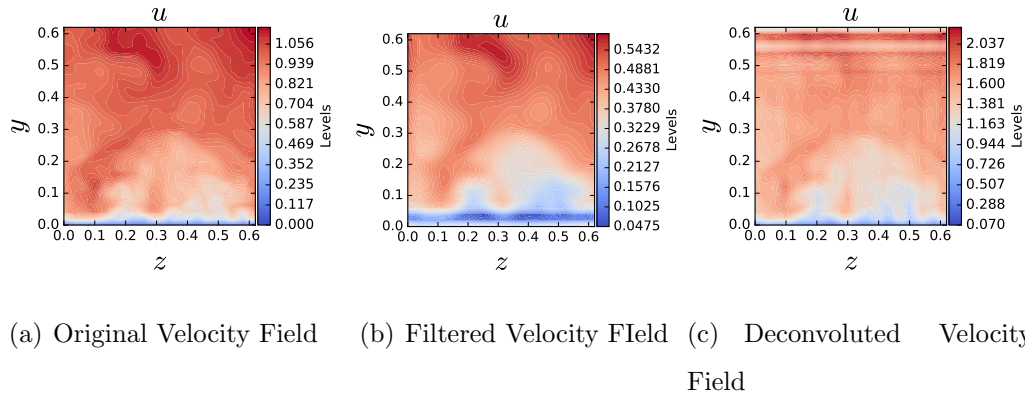 u
u
u
0.6
0.5
0.4
0.3
0.2
0.1
0.0
y
0.0 0.1 0.2 0.3 0.4 0.5 0.6
z
1.056
0.939
0.821
0.704
0.587
0.469
0.352
0.235
0.117
0.000
Levels
0.6
0.5
0.4
0.3
0.2
0.1
0.0
y
0.0 0.1 0.2 0.3 0.4 0.5 0.6
z
0.5432
0.4881
0.4330
0.3780
0.3229
0.2678
0.2127
0.1576
0.1025
0.0475
Levels
0.6
0.5
0.4
0.3
0.2
0.1
0.0
y
0.0 0.1 0.2 0.3 0.4 0.5 0.6
z
2.037
1.819
1.600
1.381
1.163
0.944
0.726
0.507
0.288
0.070
Levels
(a) Original Velocity Field
(b) Filtered Velocity FIeld
(c) Deconvoluted Velocity
Field